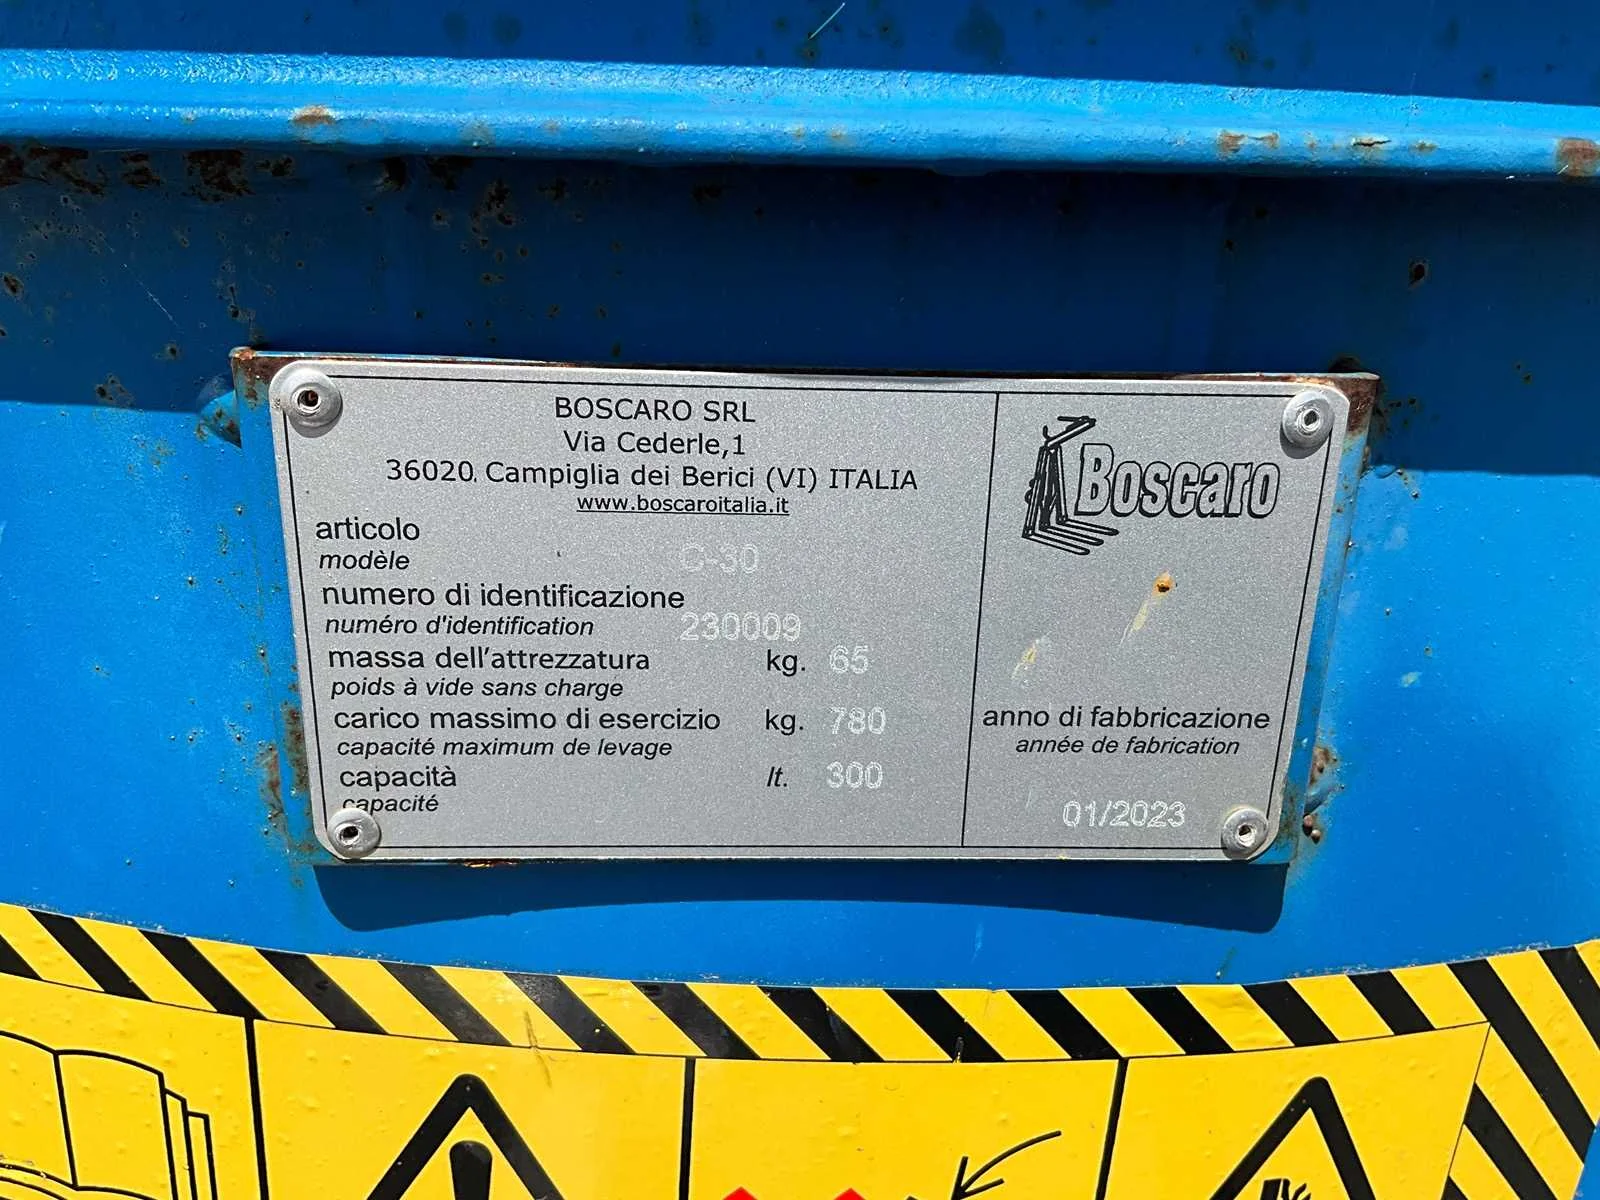 BOSCARO SRL
Via Cederle,1
36020. Campiglia dei Berici (VI) ITALIA
www.boscaroitalia.it
Boscaro
articolo
modèle
C-30
numero di identificazione
numéro d'identification
230009
massa dell'attrezzatura kg. 65
poids à vide sans charge
carico massimo di esercizio kg. 780
capacité maximum de levage
capacità lt. 300
capacité
anno di fabbricazione
année de fabrication
01/2023